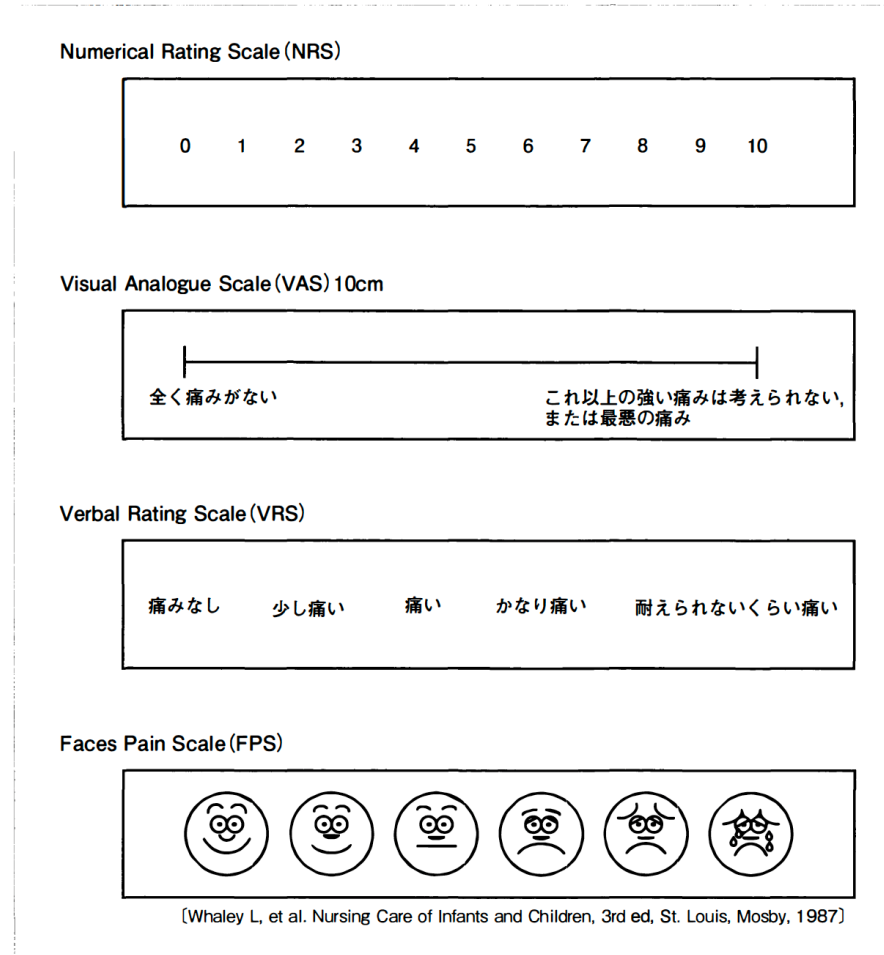 Numerical Rating Scale(NRS)
0 1 2 3 4 5 6 7 8 9 10
Visual Analogue Scale(VAS)10cm
全く痛みがない
これ以上の強い痛みは考えられない,
または最悪の痛み
Verbal Rating Scale(VRS)
痛みなし 少し痛い 痛い かなり痛い 耐えられないくらい痛い
Faces Pain Scale(FPS)
〔Whaley L, et al. Nursing Care of Infants and Children, 3rd ed, St. Louis, Mosby, 1987〕